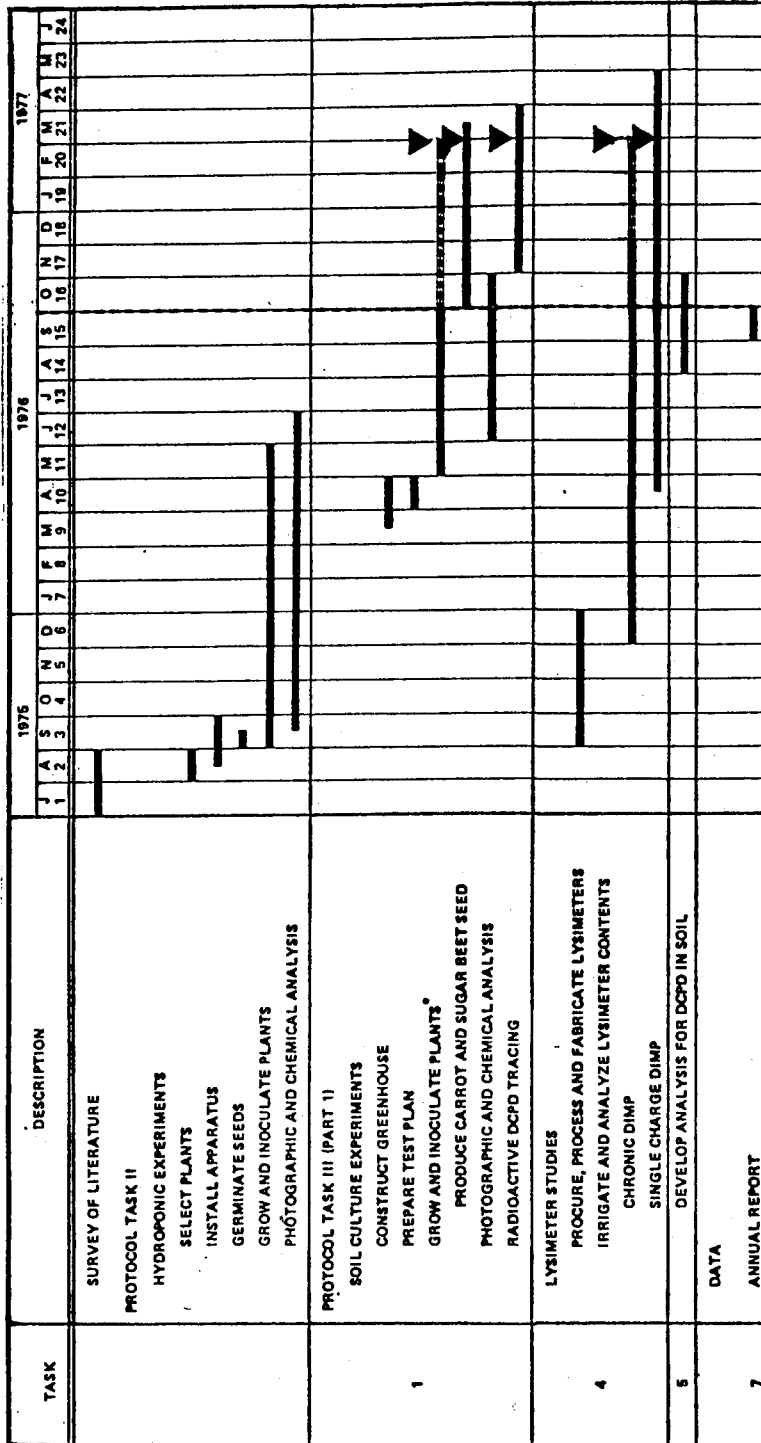 TASK
DESCRIPTION
1975
1976
1977
J A S O N D J F M A M J J A S O N D J F M A M J
1 2 3 4 5 6 7 8 9 10 11 12 13 14 15 16 17 18 19 20 21 22 23 24
SURVEY OF LITERATURE
PROTOCOL TASK II
HYDROPONIC EXPERIMENTS
SELECT PLANTS
INSTALL APPARATUS
GERMINATE SEEDS
GROW AND INOCULATE PLANTS
PHOTOGRAPHIC AND CHEMICAL ANALYSIS
PROTOCOL TASK III (PART 1)
SOIL CULTURE EXPERIMENTS
CONSTRUCT GREENHOUSE
1
PREPARE TEST PLAN
GROW AND INOCULATE PLANTS*
PRODUCE CARROT AND SUGAR BEET SEED
PHOTOGRAPHIC AND CHEMICAL ANALYSIS
RADIOACTIVE DCPD TRACING
LYSIMETER STUDIES
PROCURE, PROCESS AND FABRICATE LYSIMETERS
4
IRRIGATE AND ANALYZE LYSIMETER CONTENTS
CHRONIC DIMP
SINGLE CHARGE DIMP
5
DEVELOP ANALYSIS FOR DCPD IN SOIL
DATA
7
ANNUAL REPORT